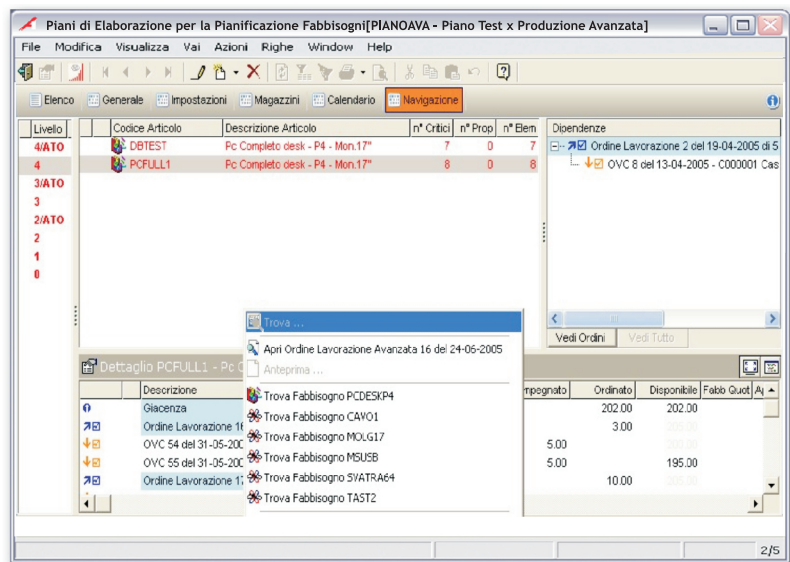 Piani di Elaborazione per la Pianificazione Fabbisogni[PIANOAVA - Piano Test x Produzione Avanzata]
File Modifica Visualizza Vai Azioni Righe Window Help
Elenco Generale Impostazioni Magazzini Calendario Navigazione
Livello Codice Articolo Descrizione Articolo n° Critici n° Prop n° Elem Dipendenze
4/ATO DBTEST Pc Completo desk - P4 - Mon.17" 7 0 7 Ordine Lavorazione 2 del 19-04-2005 di 5
4 PCFULL1 Pc Completo desk - P4 - Mon.17" 8 0 8 OVC 8 del 13-04-2005 - C000001 Cas
3/ATO
3
2/ATO
2
1
0
Trova ...
Vedi Ordini Vedi Tutto
Apri Ordine Lavorazione Avanzata 16 del 24-06-2005
Dettaglio PCFULL1 - Pc C
Anteprima ...
Descrizione mpegnato Ordinato Disponibile Fabb Quot
Trova Fabbisogno PCDESKP4
Giacenza 202.00 202.00
Trova Fabbisogno CAVO1
Ordine Lavorazione 16 3.00
Trova Fabbisogno MOLG17
OVC 54 del 31-05-200 5.00
Trova Fabbisogno MSUSB
OVC 55 del 31-05-200 5.00 195.00
Trova Fabbisogno SVATRA64
Ordine Lavorazione 17 10.00
Trova Fabbisogno TAST2
2/5